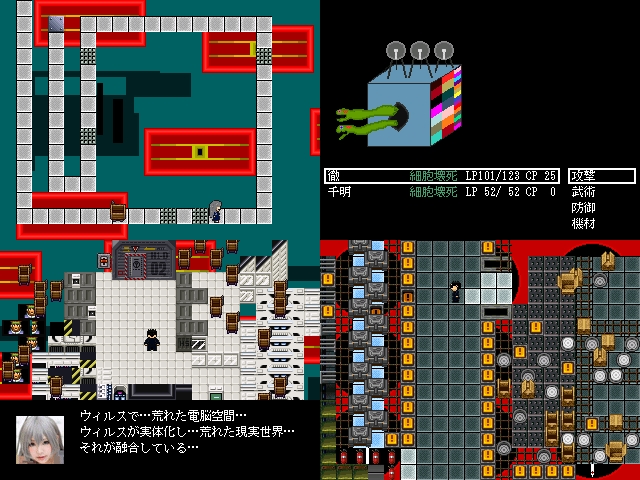 徹 細胞壊死 LP101/123 CP 25
千明 細胞壊死 LP 52/ 52 CP 0
攻撃
武術
防御
機材
ウィルスで…荒れた電脳空間…
ウィルスが実体化し…荒れた現実世界…
それが融合している…